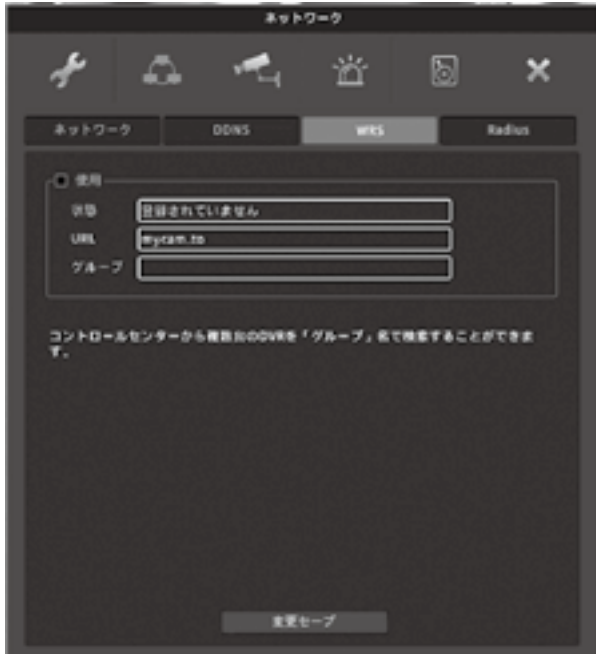 ネットワーク
ネットワーク DDNS WRS Radius
使用
状態 登録されていません
URL mycam.to
グループ
コントロールセンターから複数台のDVRを「グループ」名で検索することができま
す。
変更セーブ